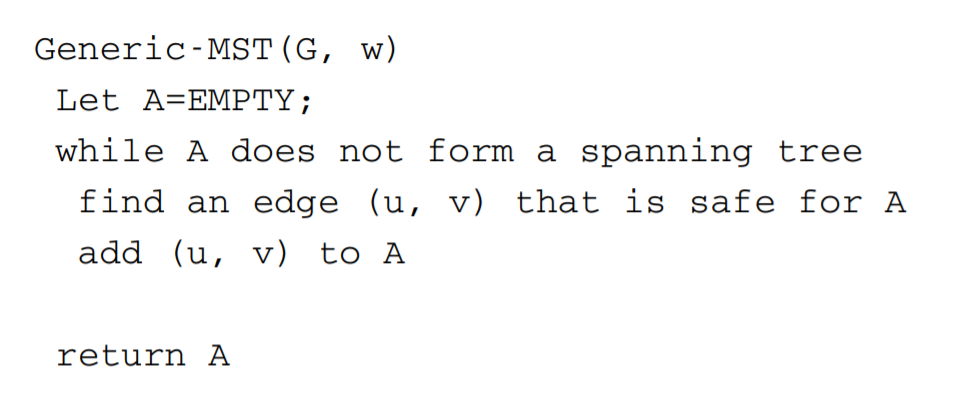 Generic-MST(G, w)
Let A=EMPTY;
while A does not form a spanning tree
find an edge (u, v) that is safe for A
add (u, v) to A
return A